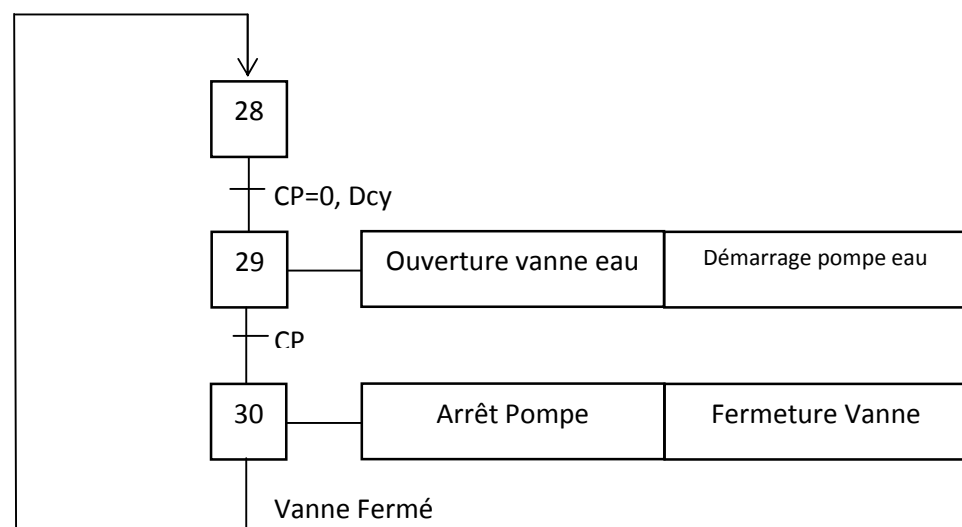 28
CP=0, Dcy
29
Ouverture vanne eau
Démarrage pompe eau
CP
30
Arrêt Pompe
Fermeture Vanne
Vanne Fermé